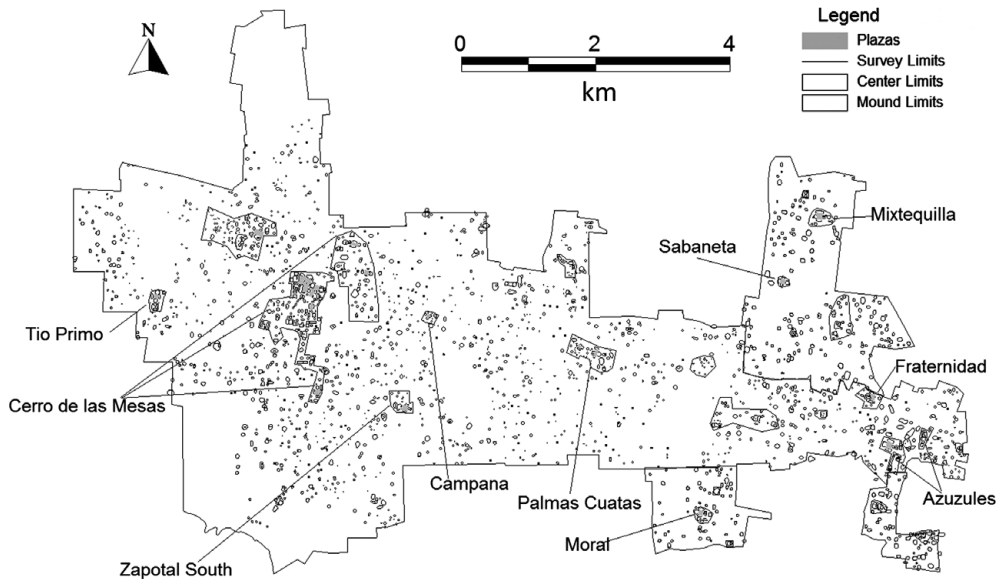 N
0 2 4
km
Legend
Plazas
Survey Limits
Center Limits
Mound Limits
Mixtequilla
Sabaneta
Tio Primo
Fraternidad
Cerro de las Mesas
Campana
Palmas Cuatas
Azuzules
Moral
Zapotal South